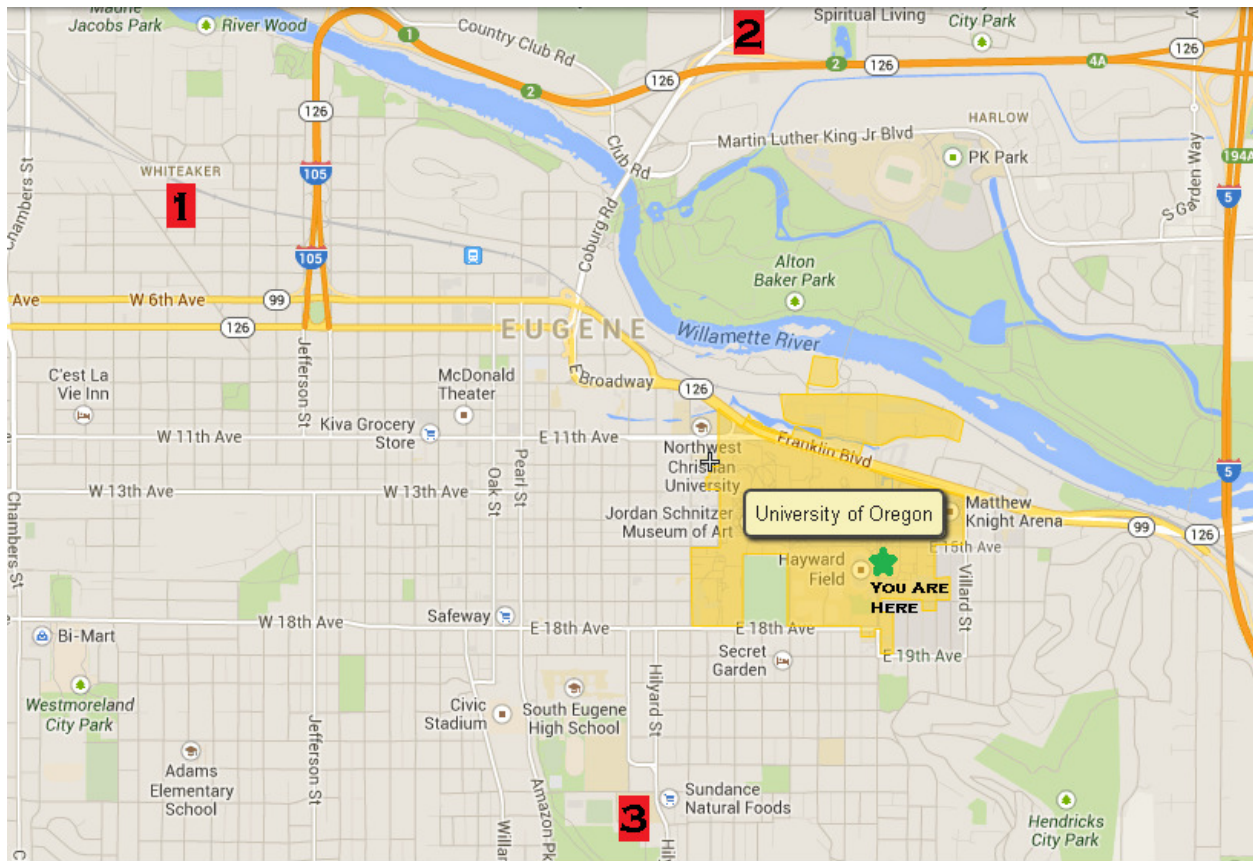 Maurie
Jacobs Park
River Wood
Country Club Rd
1
2
126
2
Spiritual Living
City Park
126
2
126
4A
126
Chambers St
WHITEAKER
1
126
105
105
Club Rd
Coburg Rd
Martin Luther King Jr Blvd
HARLOW
PK Park
Garden Way
S Garden
194A
5
Alton
Baker Park
Ave
W 6th Ave
99
126
EUGENE
Willamette River
Jefferson St
C'est La
Vie Inn
McDonald
Theater
E Broadway
126
Kiva Grocery
Store
W 11th Ave
E 11th Ave
Northwest
Christian
University
Franklin Blvd
W 13th Ave
W 13th Ave
Oak St
Pearl St
Chambers St
Jordan Schnitzer
Museum of Art
University of Oregon
Matthew
Knight Arena
5
99
126
E 15th Ave
Hayward
Field
You Are
Here
Villard St
Safeway
W 18th Ave
E 18th Ave
E 18th Ave
E 19th Ave
Bi-Mart
Secret
Garden
Westmoreland
City Park
Civic
Stadium
South Eugene
High School
Hilyard St
Jefferson St
Adams
Elementary
School
Amazon Pk
Willa
3
Sundance
Natural Foods
Hil
Hendricks
City Park